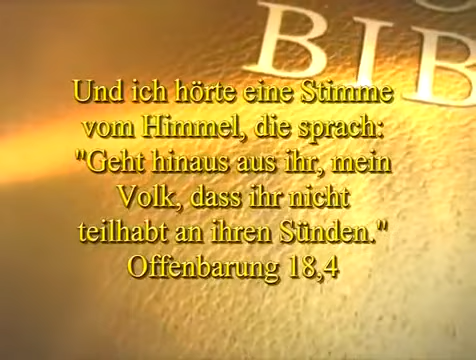 BIB
Und ich hörte eine Stimme
vom Himmel, die sprach:
"Geht hinaus aus ihr, mein
Volk, dass ihr nicht
teilhabt an ihren Sünden."
Offenbarung 18,4